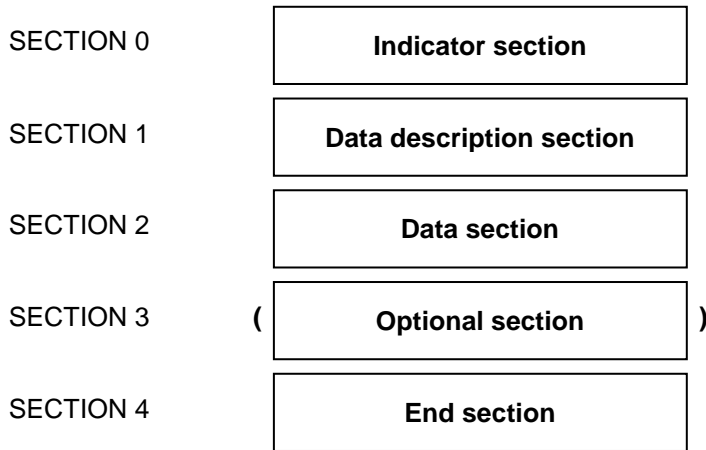 SECTION 0 Indicator section
SECTION 1 Data description section
SECTION 2 Data section
SECTION 3 ( Optional section )
SECTION 4 End section